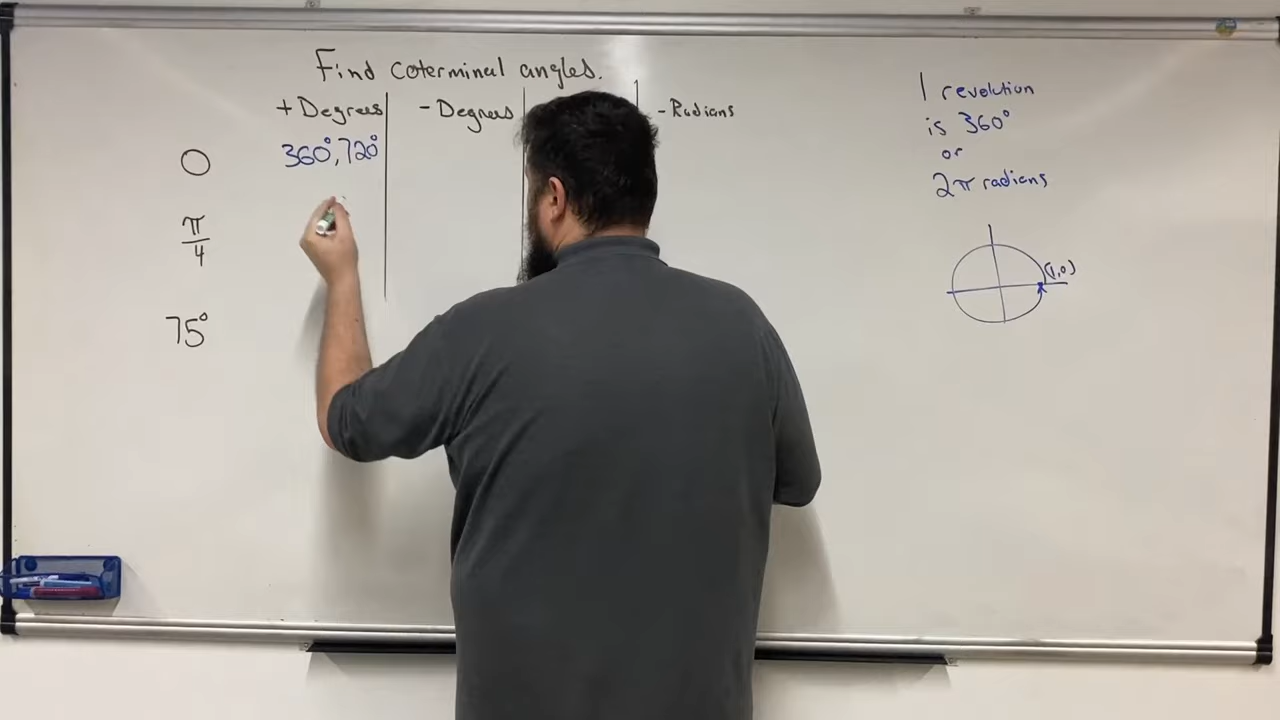 Find coterminal angles.
+ Degrees - Degrees - Radians
0 360°, 720°
π/4
75°
1 revolution
is 360°
or
2π radians
(1,0)